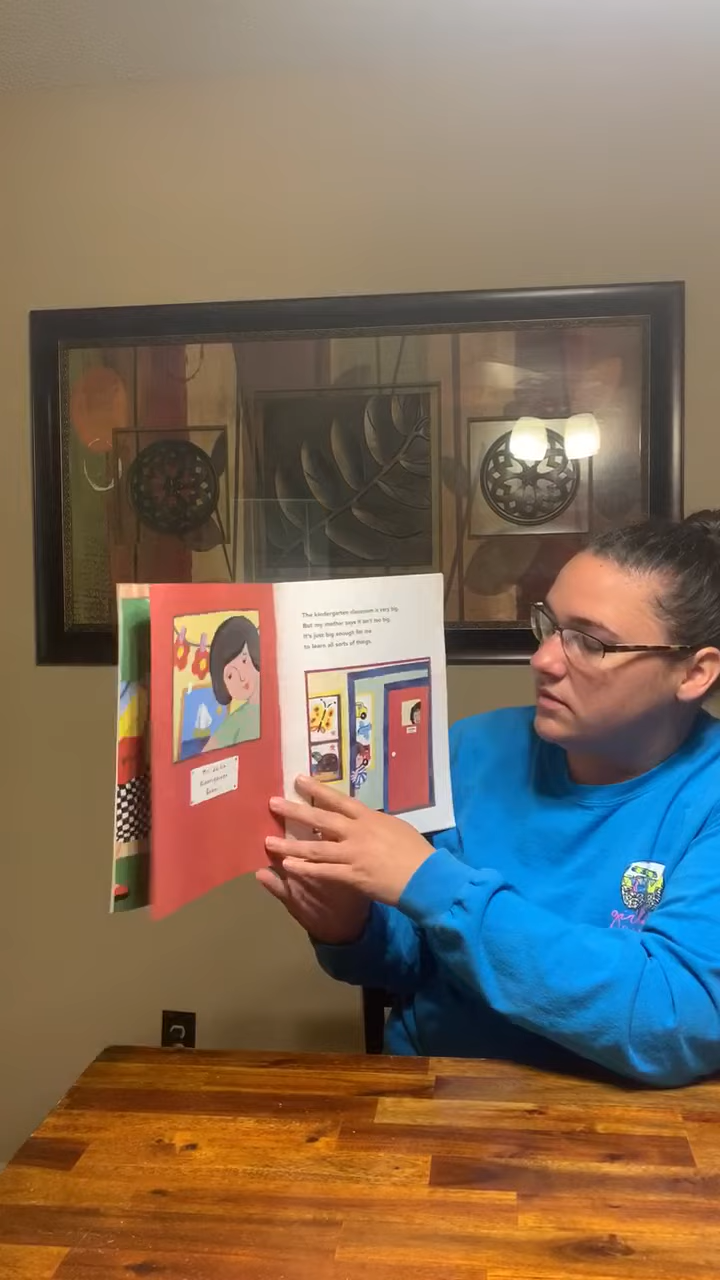 The kindergarten classroom is very big.
But my mother says it isn't too big.
It's just big enough for me
to learn all sorts of things.
Kindergarten